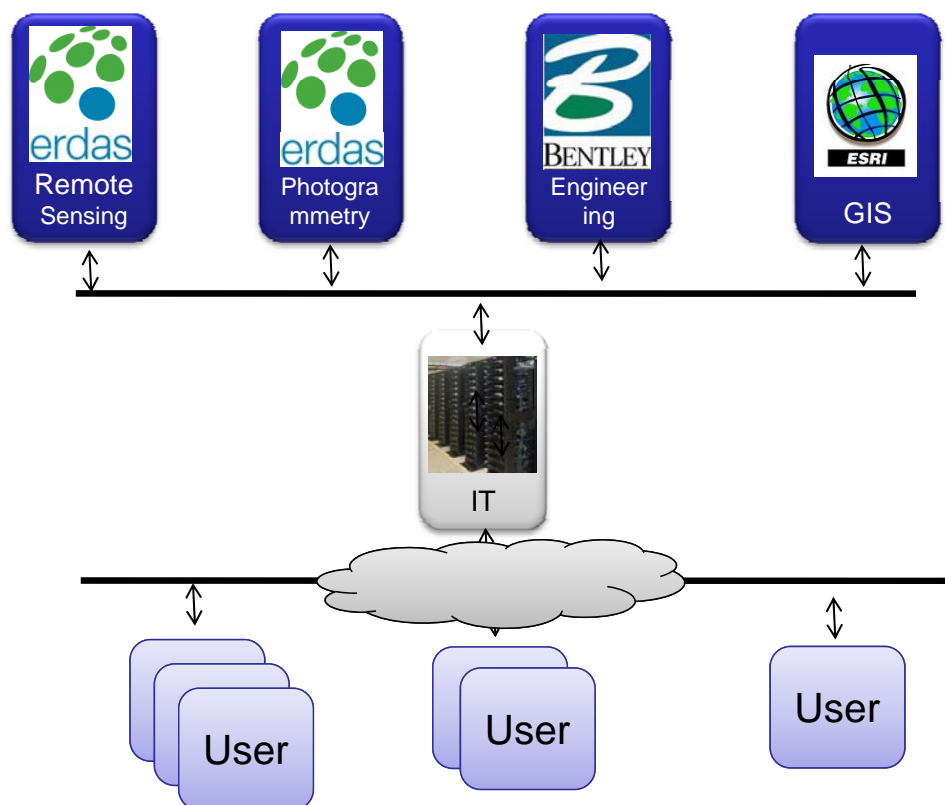 erdas
Remote
Sensing
erdas
Photogra
mmetry
BENTLEY
Engineer
ing
ESRI
GIS
IT
User
User
User